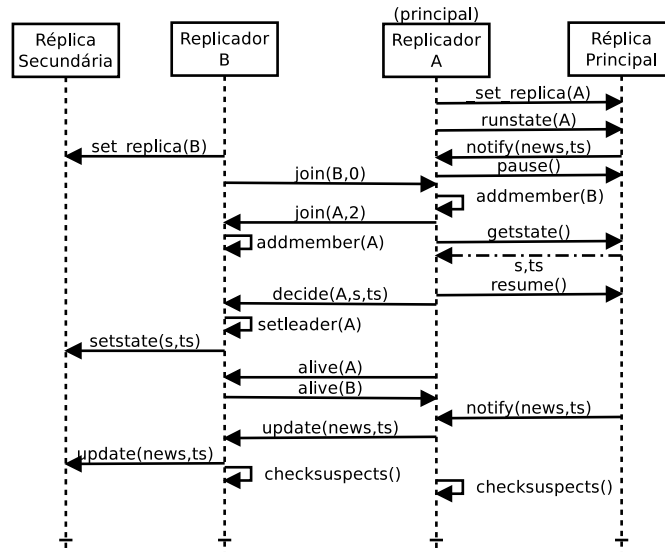 (principal)
Réplica
Secundária
Replicador
B
Replicador
A
Réplica
Principal
_set_replica(A)
runstate(A)
set_replica(B)
notify(news,ts)
pause()
join(B,0)
addmember(B)
join(A,2)
addmember(A)
getstate()
s,ts
decide(A,s,ts)
resume()
setleader(A)
setstate(s,ts)
alive(A)
alive(B)
notify(news,ts)
update(news,ts)
update(news,ts)
checksuspects()
checksuspects()